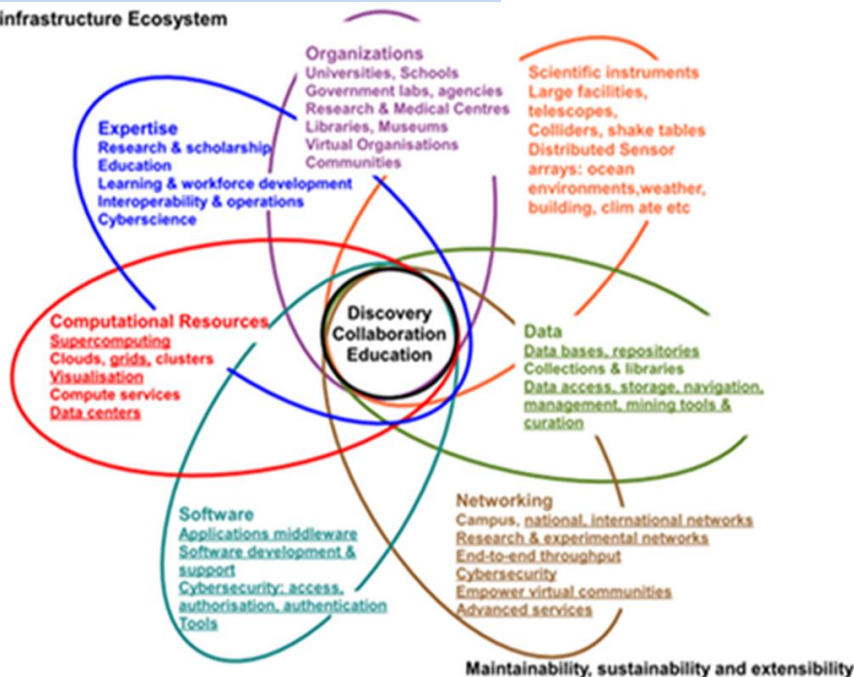 infrastructure Ecosystem
Organizations
Universities, Schools
Government labs, agencies
Research & Medical Centres
Libraries, Museums
Virtual Organisations
Communities
Scientific instruments
Large facilities,
telescopes,
Colliders, shake tables
Distributed Sensor
arrays: ocean
environments,weather,
building, clim ate etc
Expertise
Research & scholarship
Education
Learning & workforce development
Interoperability & operations
Cyberscience
Discovery
Collaboration
Education
Computational Resources
Supercomputing
Clouds, grids, clusters
Visualisation
Compute services
Data centers
Data
Data bases, repositories
Collections & libraries
Data access, storage, navigation,
management, mining tools &
curation
Software
Applications middleware
Software development &
support
Cybersecurity: access,
authorisation, authentication
Tools
Networking
Campus, national, international networks
Research & experimental networks
End-to-end throughput
Cybersecurity
Empower virtual communities
Advanced services
Maintainability, sustainability and extensibility